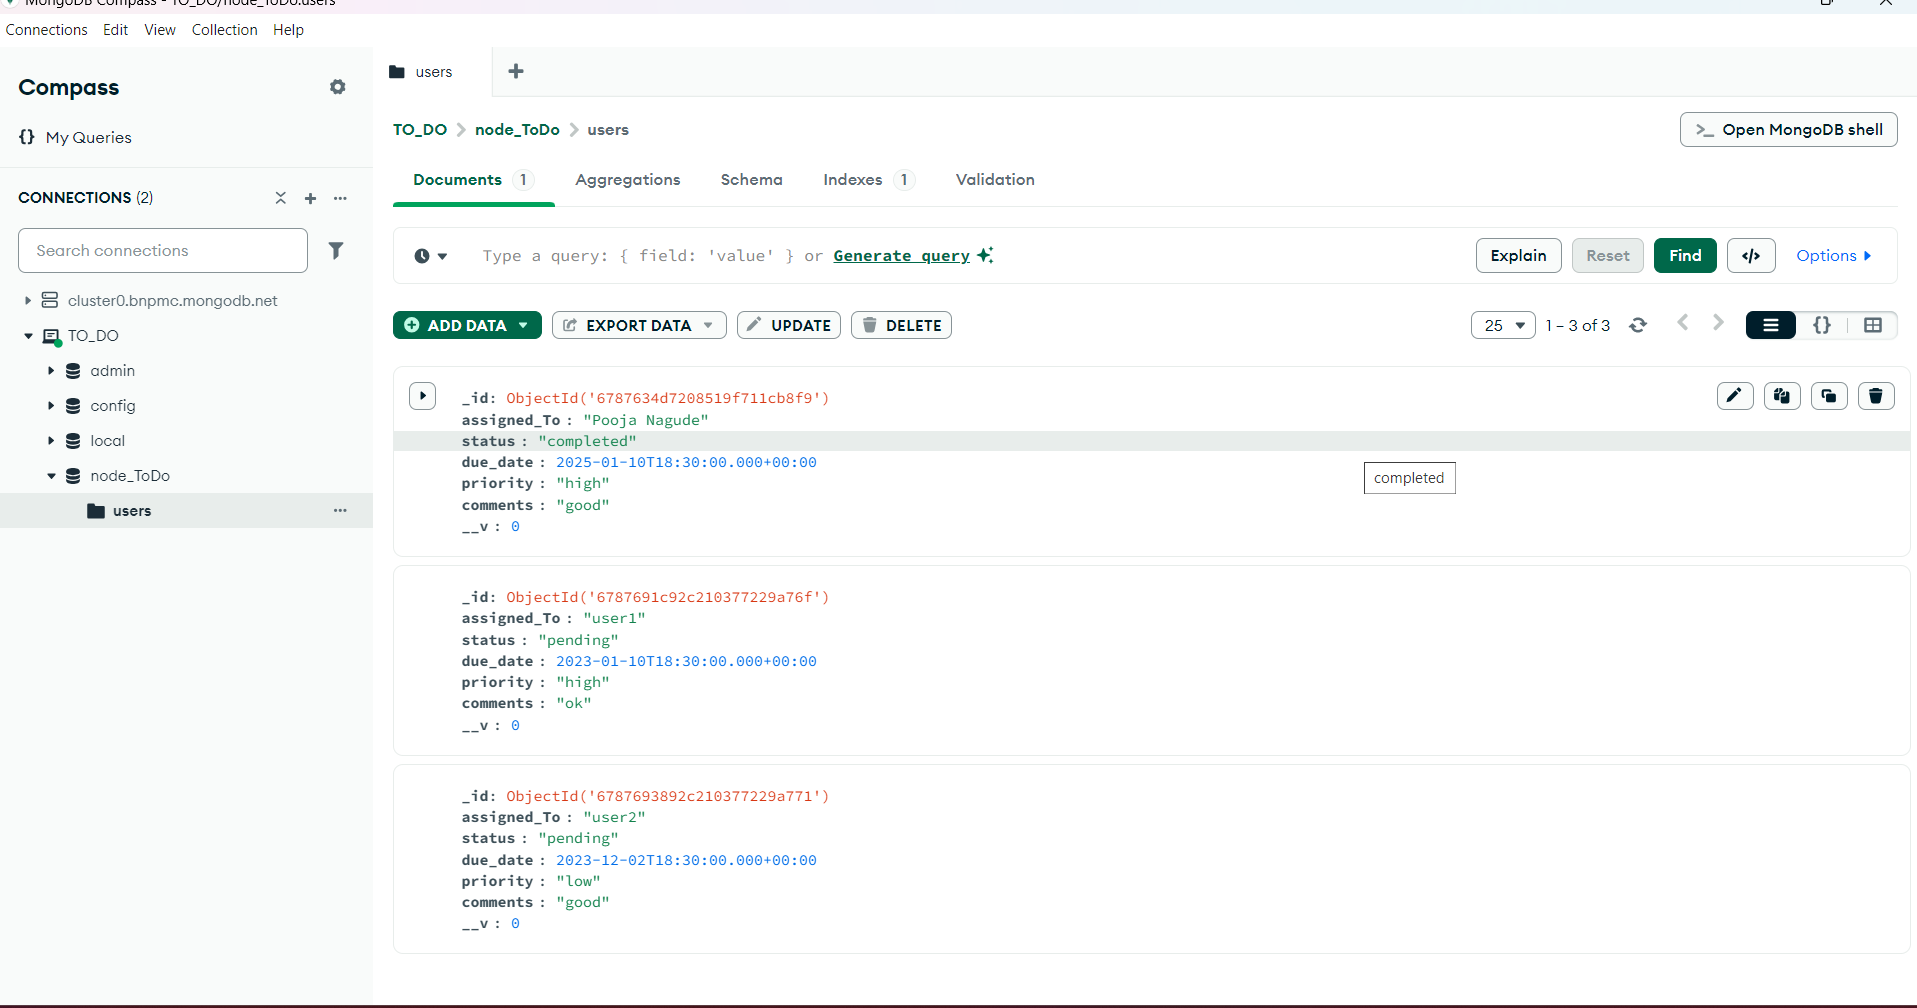 MongoDB Compass - TO_DO/node_ToDo.users
Connections Edit View Collection Help
Compass
{} My Queries
CONNECTIONS (2)
Search connections
cluster0.bnpmc.mongodb.net
TO_DO
admin
config
local
node_ToDo
users
users
TO_DO > node_ToDo > users
>_ Open MongoDB shell
Documents 1 Aggregations Schema Indexes 1 Validation
Type a query: { field: 'value' } or Generate query
Explain Reset Find </> Options
ADD DATA EXPORT DATA UPDATE DELETE
25 1 – 3 of 3 {}
_id: ObjectId('6787634d7208519f711cb8f9')
assigned_To : "Pooja Nagude"
status : "completed"
due_date : 2025-01-10T18:30:00.000+00:00
completed
priority : "high"
comments : "good"
__v : 0
_id: ObjectId('6787691c92c210377229a76f')
assigned_To : "user1"
status : "pending"
due_date : 2023-01-10T18:30:00.000+00:00
priority : "high"
comments : "ok"
__v : 0
_id: ObjectId('6787693892c210377229a771')
assigned_To : "user2"
status : "pending"
due_date : 2023-12-02T18:30:00.000+00:00
priority : "low"
comments : "good"
__v : 0